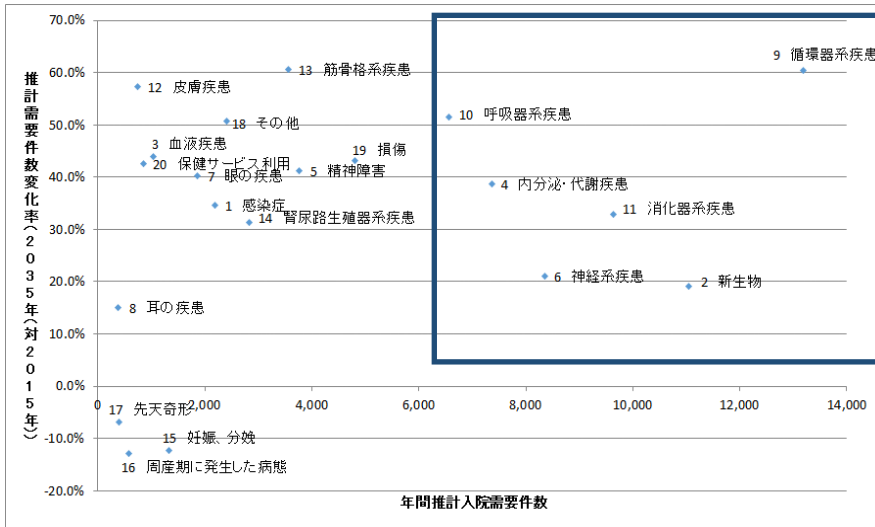 70.0%
60.0%
50.0%
40.0%
30.0%
20.0%
10.0%
0.0%
-10.0%
-20.0%
推計需要件数変化率(2035年(対2015年))
0
2,000
4,000
6,000
8,000
10,000
12,000
14,000
年間推計入院需要件数
9 循環器系疾患
13 筋骨格系疾患
12 皮膚疾患
10 呼吸器系疾患
18 その他
3 血液疾患
19 損傷
20 保健サービス利用
7 眼の疾患
5 精神障害
4 内分泌・代謝疾患
1 感染症
14 腎尿路生殖器系疾患
11 消化器系疾患
6 神経系疾患
2 新生物
8 耳の疾患
17 先天奇形
15 妊娠、分娩
16 周産期に発生した病態